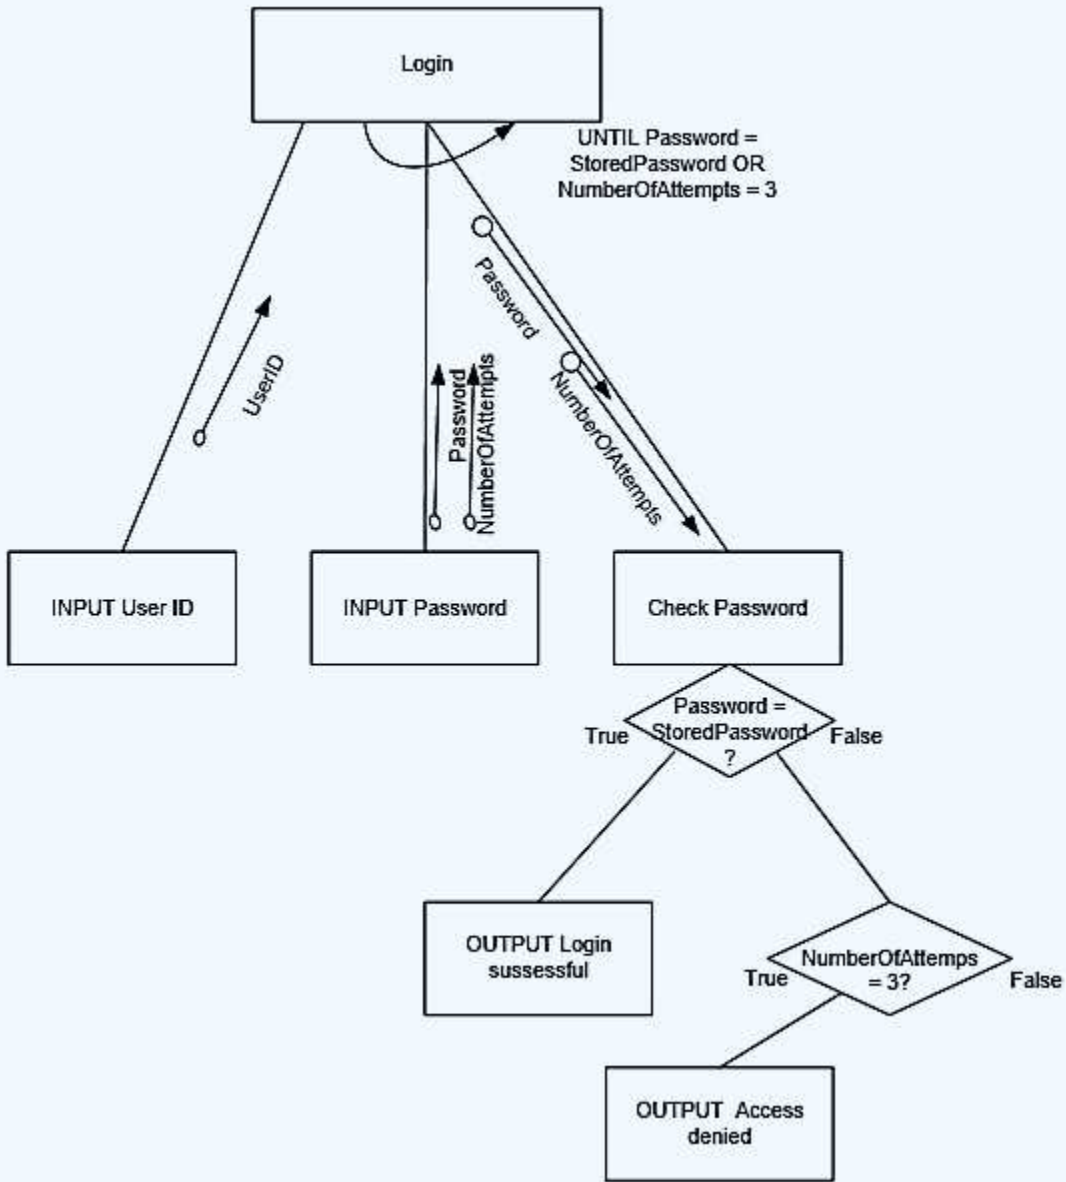 Login
UNTIL Password =
StoredPassword OR
NumberOfAttempts = 3
Password
UserID
Password
NumberOfAttempts
NumberOfAttempts
INPUT User ID
INPUT Password
Check Password
Password =
StoredPassword
?
True
False
OUTPUT Login
sussessful
NumberOfAttemps
= 3?
True
False
OUTPUT Access
denied